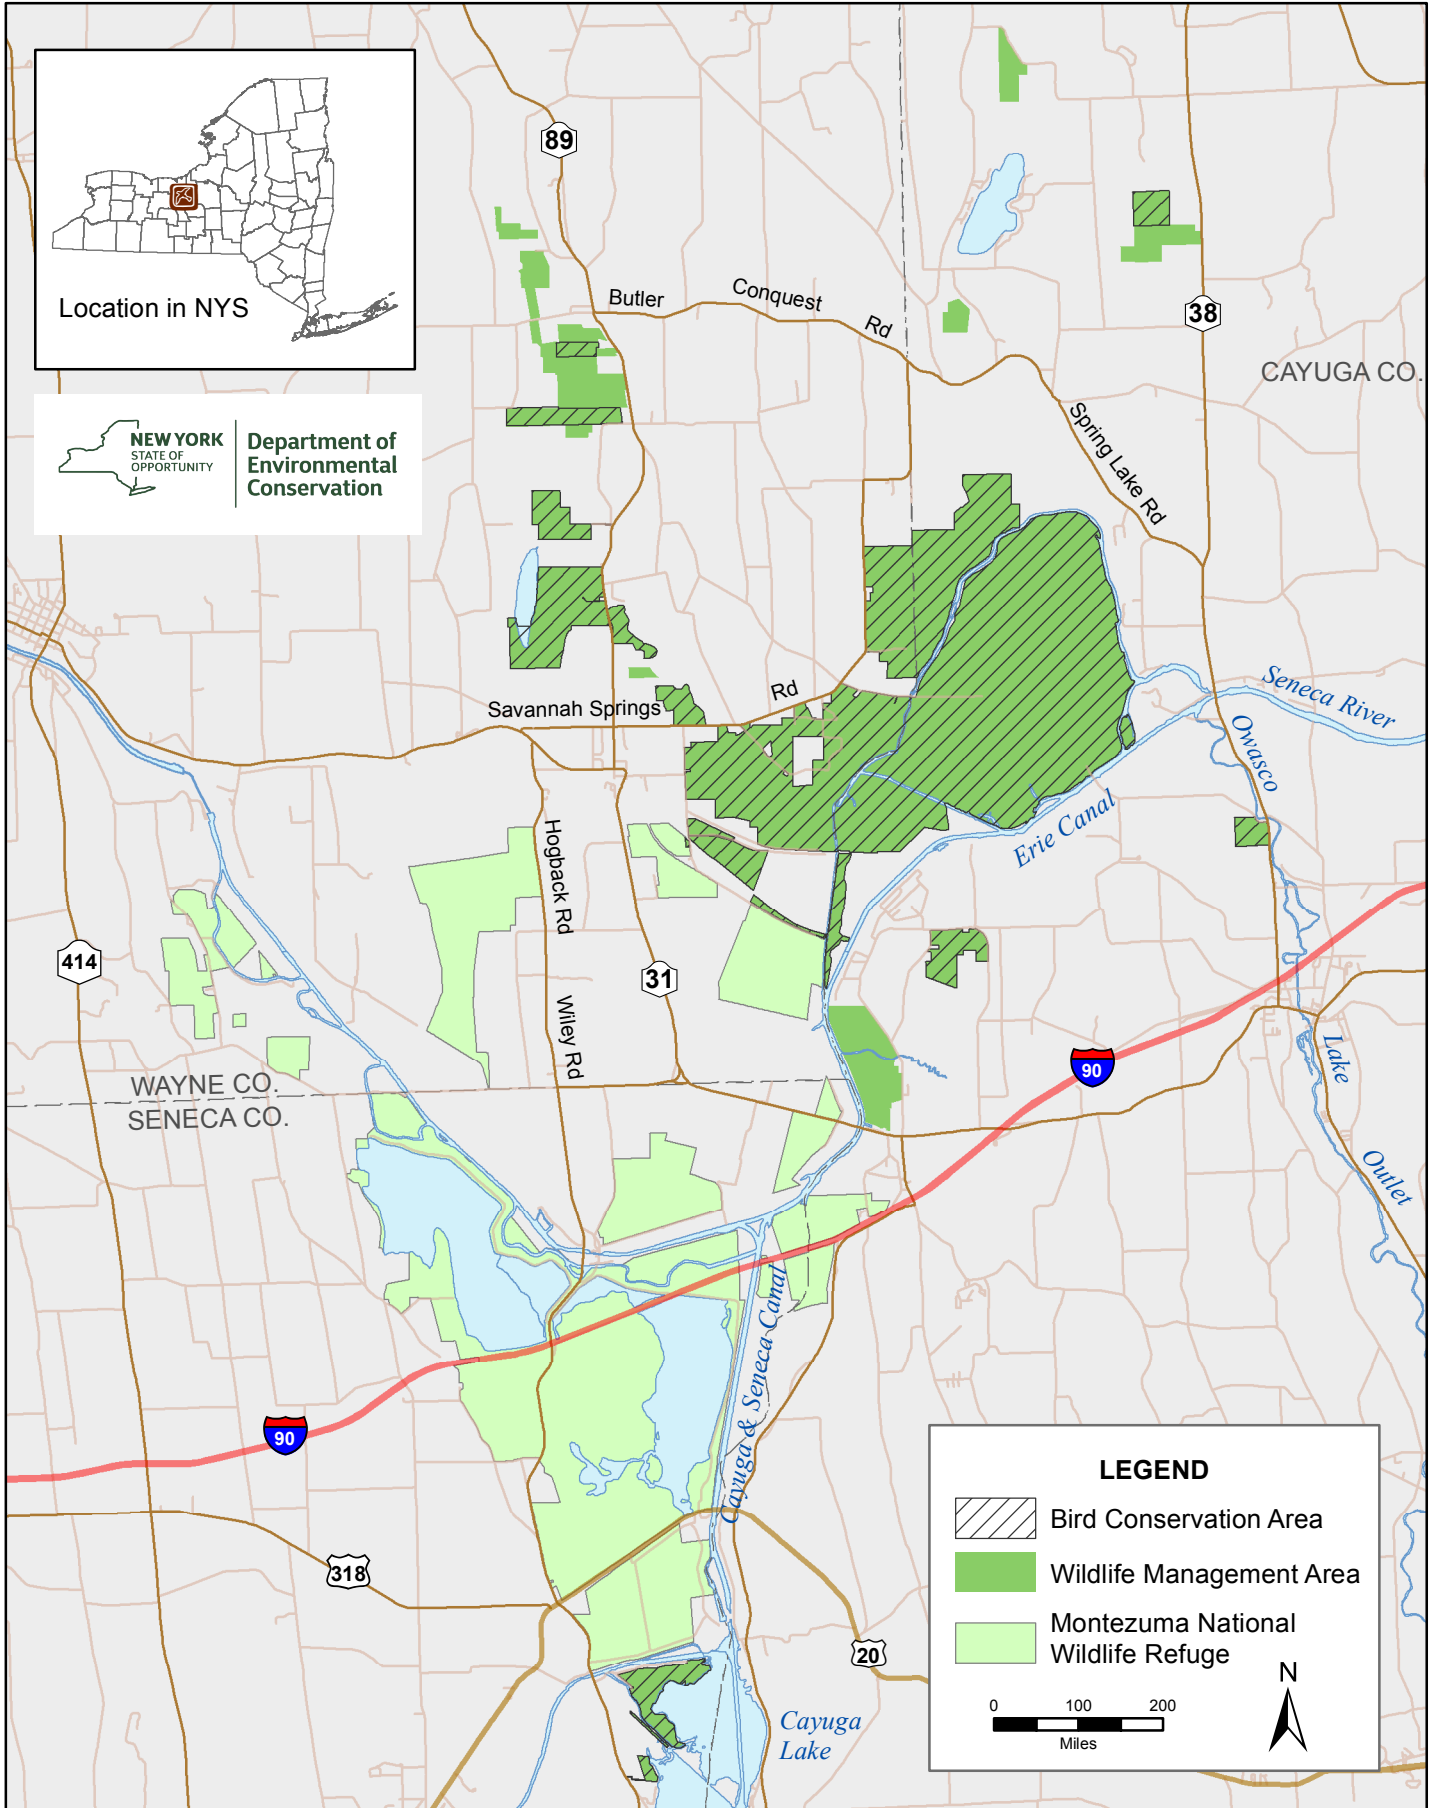 Location in NYS
NEW YORK
STATE OF
OPPORTUNITY
Department of
Environmental
Conservation
89
Butler
Conquest
Rd
38
CAYUGA CO.
Spring Lake Rd
Savannah Springs
Rd
Seneca River
Owasco
Erie Canal
Hogback Rd
414
31
Wiley Rd
90
Lake
WAYNE CO.
SENECA CO.
Outlet
Cayuga & Seneca Canal
90
318
20
Cayuga
Lake
LEGEND
Bird Conservation Area
Wildlife Management Area
Montezuma National
Wildlife Refuge
N
0 100 200
Miles